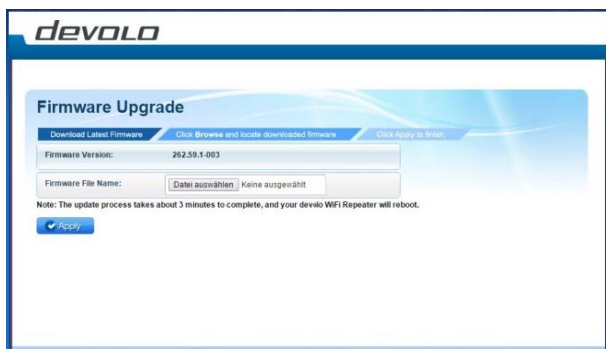 devolo
Firmware Upgrade
Download Latest Firmware
Click Browse and locate downloaded firmware
Click Apply to finish.
Firmware Version: 262.59.1-003
Firmware File Name: Datei auswählen Keine ausgewählt
Note: The update process takes about 3 minutes to complete, and your devolo WiFi Repeater will reboot.
Apply